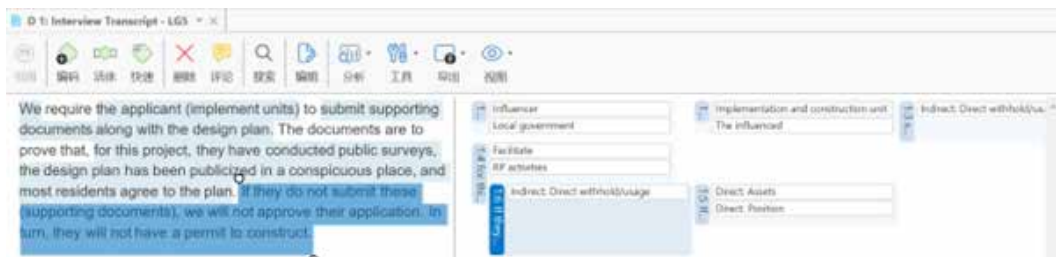 D 1: Interview Transcript - LG5
编码 活体 快速 删除 评论 搜索 编辑 分析 工具 导出 视图
We require the applicant (implement units) to submit supporting
documents along with the design plan. The documents are to
prove that, for this project, they have conducted public surveys,
the design plan has been publicized in a conspicuous place, and
most residents agree to the plan. If they do not submit these
(supporting documents), we will not approve their application. In
turn, they will not have a permit to construct.
Influencer
Local government
Implementation and construction unit
The influenced
Indirect: Direct withhold/us
Facilitate
RP activities
1:6 If they...
Indirect: Direct withhold/usage
Direct: Assets
Direct: Position